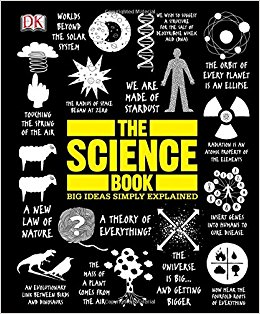 DK
WORLDS
BEYOND THE
SOLAR
SYSTEM
WE WISH TO SUGGEST
A STRUCTURE
FOR THE SALT OF
DEOXYRIBOSE NUCLEIC
ACID (DNA)
THE ORBIT OF
EVERY PLANET
IS AN
ELLIPSE
THE RADIUS OF SPACE
BEGAN AT ZERO
WE ARE
MADE OF
STARDUST
TOUCHING
THE SPRING
OF THE AIR
RADIATION IS AN
ATOMIC PROPERTY OF
THE ELEMENTS
THE
SCIENCE
BOOK
BIG IDEAS SIMPLY EXPLAINED
A NEW
LAW OF
NATURE
A THEORY OF
EVERYTHING?
INSERT GENES
INTO HUMANS TO
CURE DISEASE
AN EVOLUTIONARY
LINK BETWEEN BIRDS
AND DINOSAURS
THE
MASS OF
A PLANT
COMES FROM
THE AIR
THE
UNIVERSE
IS BIG...
AND GETTING
BIGGER
NOW HEAR THE
FOURFOLD ROOTS
OF EVERYTHING